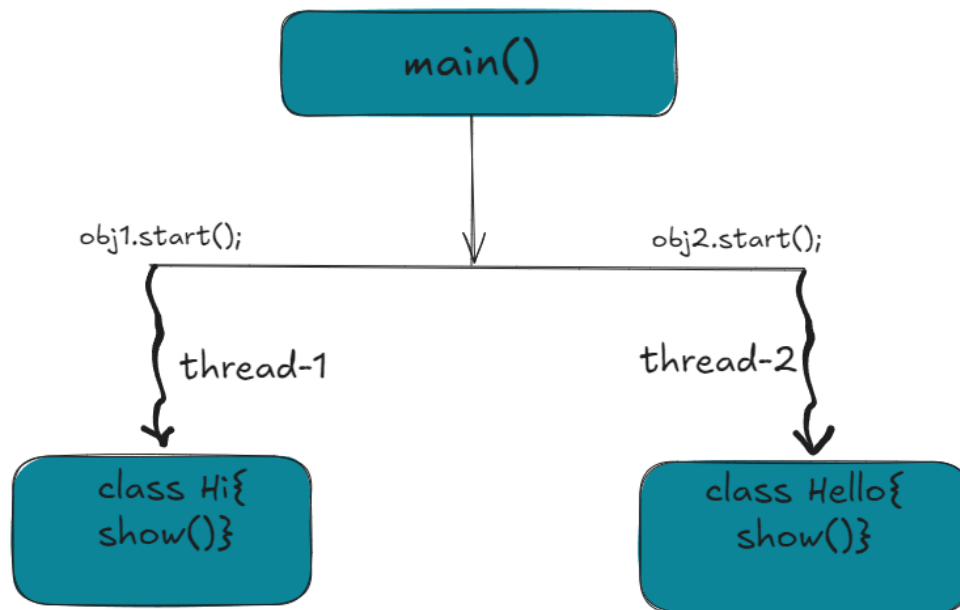 main()
obj1.start();
obj2.start();
thread-1
thread-2
class Hi{
show()}
class Hello{
show()}